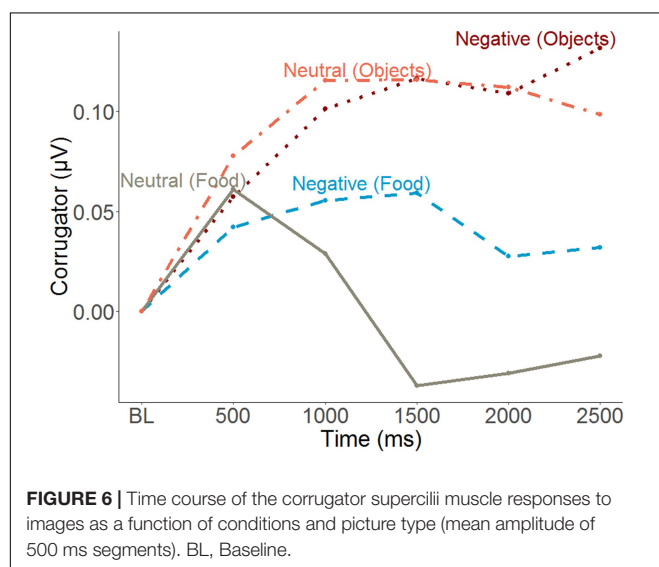 Negative (Objects)
Neutral (Objects)
0.10
Neutral (Food)
Negative (Food)
0.05
0.00
Corrugator (µV)
BL 500 1000 1500 2000 2500
Time (ms)
FIGURE 6 | Time course of the corrugator supercilii muscle responses to
images as a function of conditions and picture type (mean amplitude of
500 ms segments). BL, Baseline.